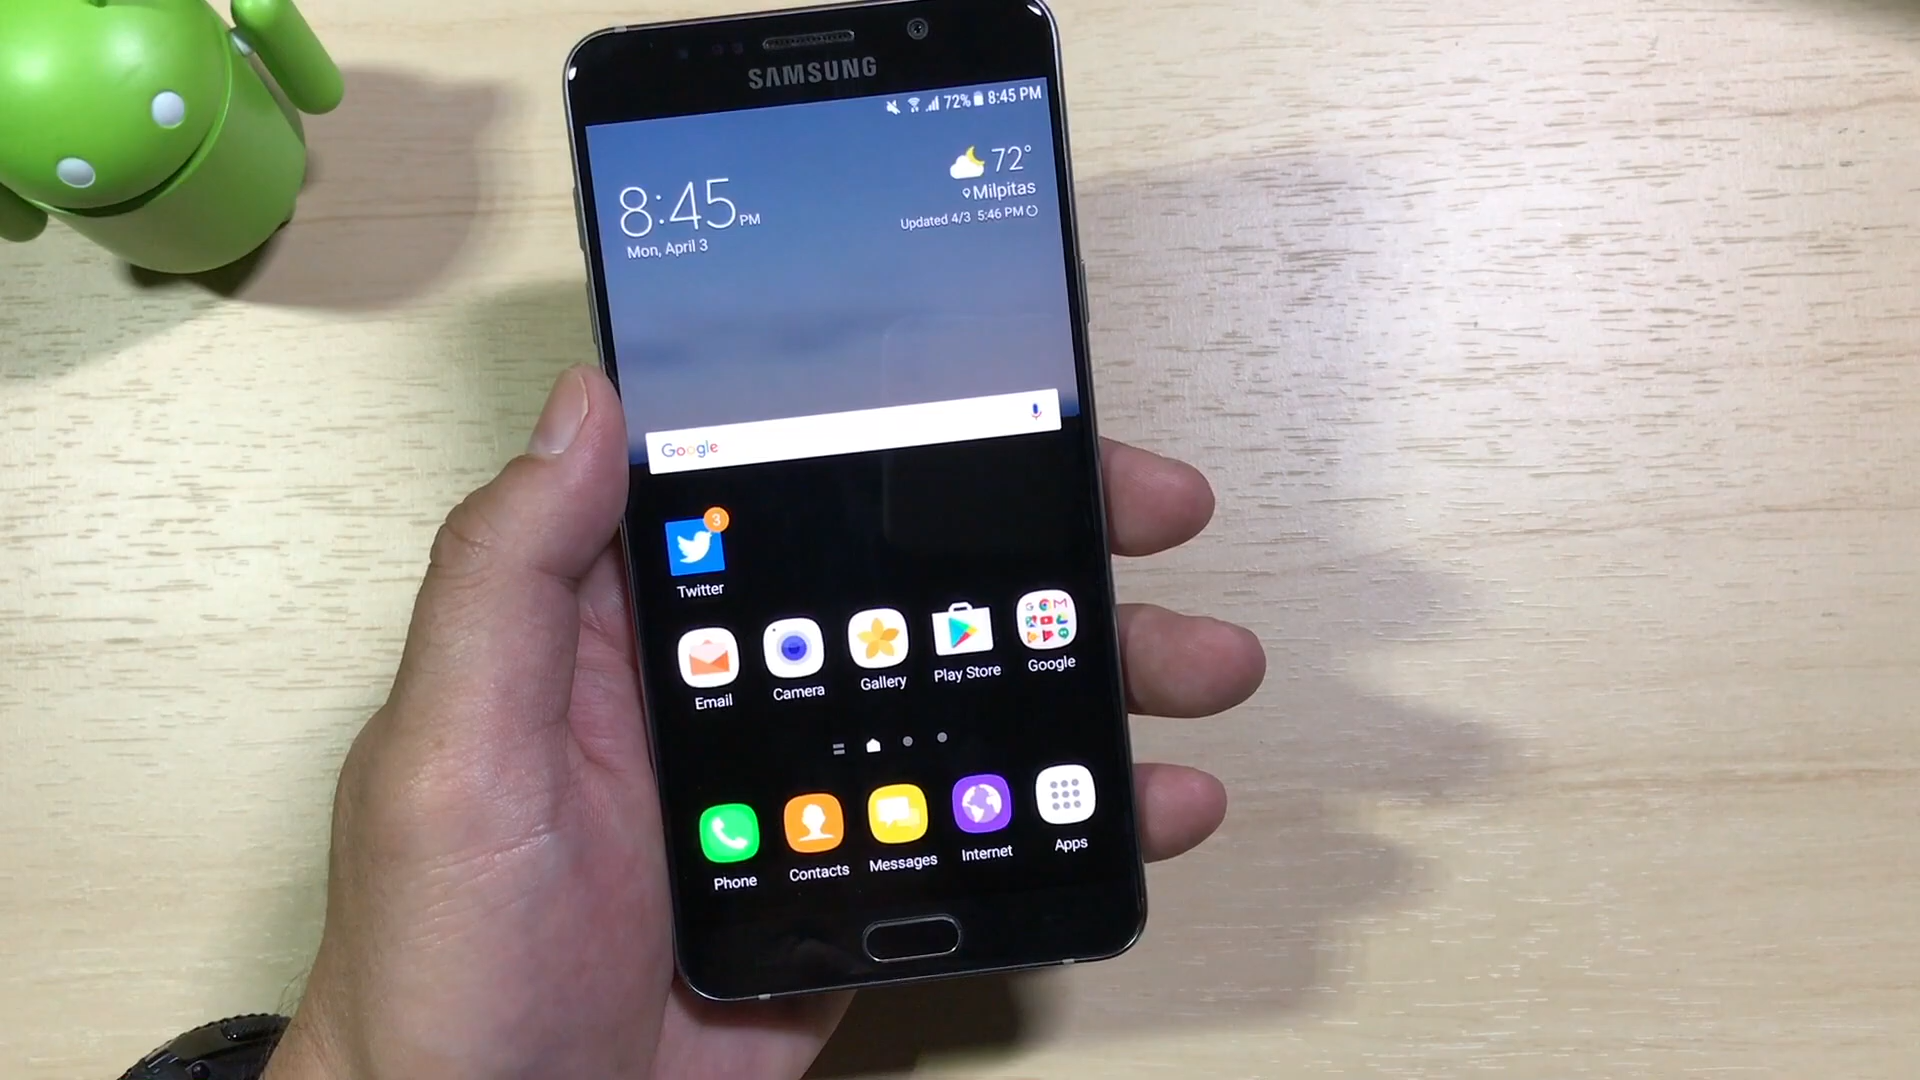 SAMSUNG
72% 8:45 PM
8:45 PM
Mon, April 3
72°
Milpitas
Updated 4/3 5:46 PM
Google
3
Twitter
Email
Camera
Gallery
Play Store
Google
Phone
Contacts
Messages
Internet
Apps